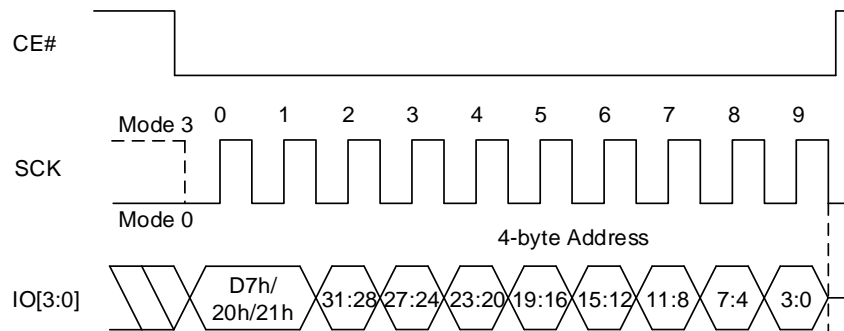 CE#
0 1 2 3 4 5 6 7 8 9
Mode 3
SCK
Mode 0
4-byte Address
IO[3:0]
D7h/
20h/21h
31:28 27:24 23:20 19:16 15:12 11:8 7:4 3:0